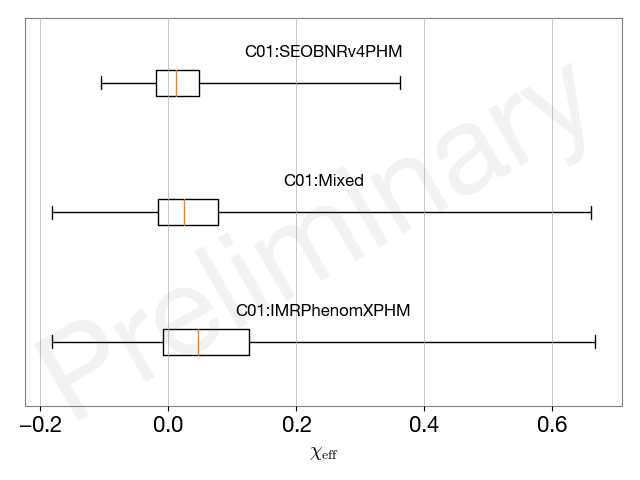 C01:SEOBNRv4PHM
C01:Mixed
C01:IMRPhenomXPHM
Preliminary
−0.2 0.0 0.2 0.4 0.6
χeff